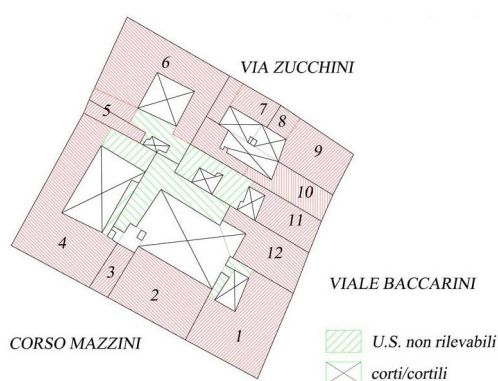 VIA ZUCCHINI
6
7
8
5
9
10
11
4
12
3
2
VIALE BACCARINI
1
CORSO MAZZINI
U.S. non rilevabili
corti/cortili